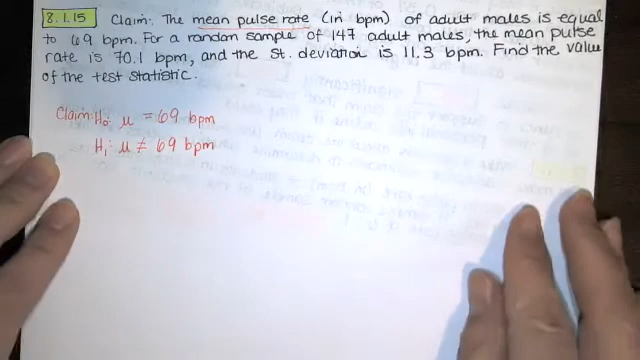 8.1.15 Claim: The mean pulse rate (in bpm) of adult males is equal
to 69 bpm. For a random sample of 147 adult males, the mean pulse
rate is 70.1 bpm, and the St. deviation is 11.3 bpm. Find the value
of the test statistic.
Claim: H₀: μ = 69 bpm
H₁: μ ≠ 69 bpm